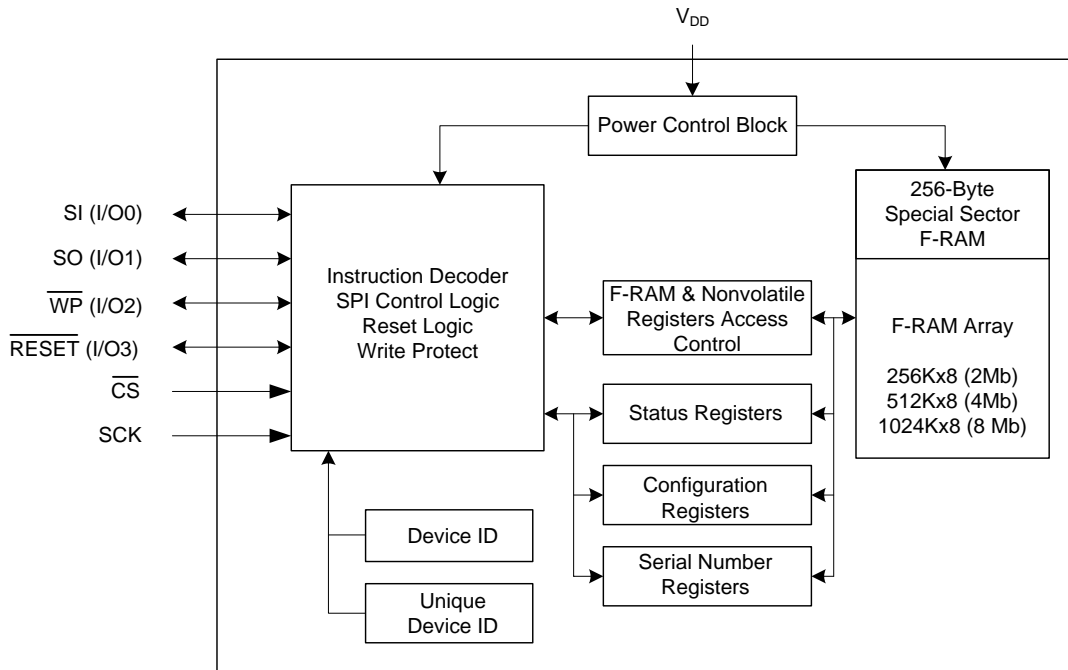 VDD
Power Control Block
256-Byte
Special Sector
F-RAM
SI (I/O0)
SO (I/O1)
WP (I/O2)
RESET (I/O3)
CS
SCK
Instruction Decoder
SPI Control Logic
Reset Logic
Write Protect
F-RAM & Nonvolatile
Registers Access
Control
Status Registers
Configuration
Registers
Serial Number
Registers
F-RAM Array
256Kx8 (2Mb)
512Kx8 (4Mb)
1024Kx8 (8 Mb)
Device ID
Unique
Device ID